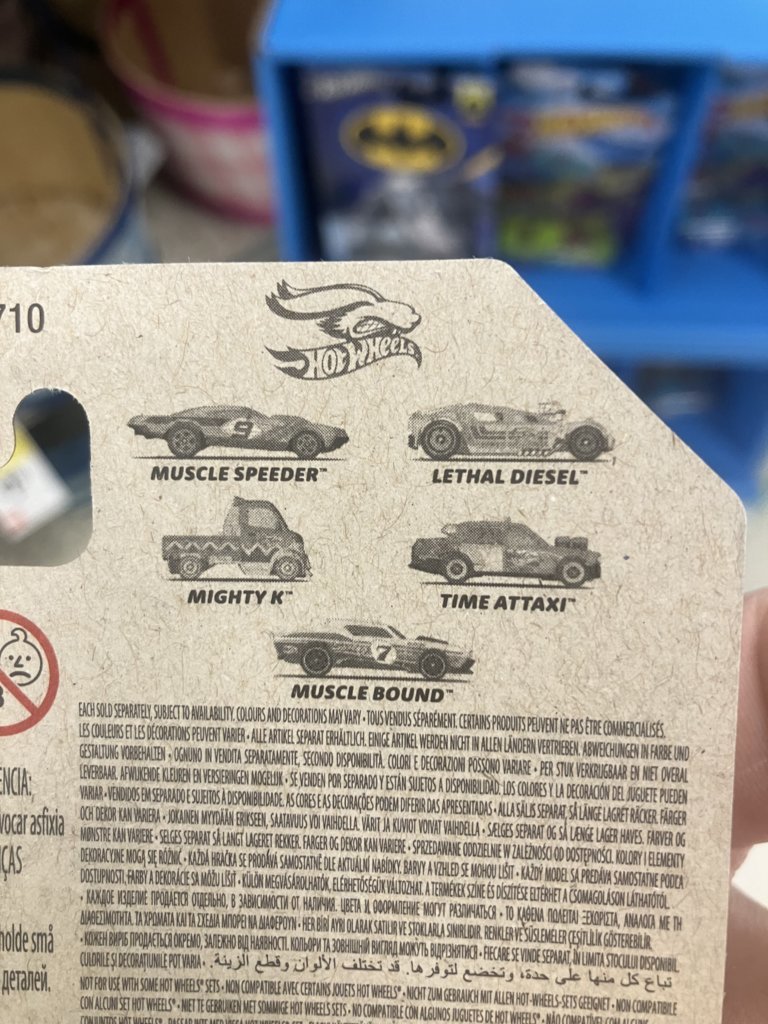 710
HOT WHEELS
9
MUSCLE SPEEDER™ LETHAL DIESEL™
MIGHTY K™ TIME ATTAXI™
7
MUSCLE BOUND™
EACH SOLD SEPARATELY, SUBJECT TO AVAILABILITY. COLOURS AND DECORATIONS MAY VARY • TOUS VENDUS SÉPARÉMENT. CERTAINS PRODUITS PEUVENT NE PAS ÊTRE COMMERCIALISÉS.
LES COULEURS ET LES DÉCORATIONS PEUVENT VARIER • ALLE ARTIKEL SEPARAT ERHÄLTLICH. EINIGE ARTIKEL WERDEN NICHT IN ALLEN LÄNDERN VERTRIEBEN. ABWEICHUNGEN IN FARBE UND
GESTALTUNG VORBEHALTEN • OGNUNO IN VENDITA SEPARATAMENTE, SECONDO DISPONIBILITÀ. COLORI E DECORAZIONI POSSONO VARIARE • PER STUK VERKRIJGBAAR EN NIET OVERAL
LEVERBAAR. AFWIJKENDE KLEUREN EN VERSIERINGEN MOGELIJK • SE VENDEN POR SEPARADO Y ESTÁN SUJETOS A DISPONIBILIDAD. LOS COLORES Y LA DECORACIÓN DEL JUGUETE PUEDEN
VARIAR • VENDIDOS EM SEPARADO E SUJEITOS À DISPONIBILIDADE. AS CORES E AS DECORAÇÕES PODEM DIFERIR DAS APRESENTADAS • ALLA SÄLJS SEPARAT, SÅ LÄNGE LAGRET RÄCKER. FÄRGER
OCH DEKOR KAN VARIERA • JOKAINEN MYYDÄÄN ERIKSEEN, SAATAVUUS VOI VAIHDELLA. VÄRIT JA KUVIOT VOIVAT VAIHDELLA • SÆLGES SEPARAT OG SÅ LÆNGE LAGER HAVES. FARVER OG
MØNSTRE KAN VARIERE • SELGES SEPARAT SÅ LANGT LAGERET REKKER. FARGER OG DEKOR KAN VARIERE • SPRZEDAWANE ODDZIELNIE W ZALEŻNOŚCI OD DOSTĘPNOŚCI. KOLORY I ELEMENTY
DEKORACYJNE MOGĄ SIĘ RÓŻNIĆ • KAŽDÁ HRAČKA SE PRODÁVÁ SAMOSTATNĚ DLE AKTUÁLNÍ NABÍDKY. BARVY A VZHLED SE MOHOU LIŠIT • KAŽDÝ MODEL SA PREDÁVA SAMOSTATNE PODĽA
DOSTUPNOSTI. FARBY A DEKORÁCIE SA MÔŽU LÍŠIŤ • KÜLÖN MEGVÁSÁROLHATÓK, ELÉRHETŐSÉGÜK VÁLTOZHAT. A TERMÉKEK SZÍNE ÉS DÍSZÍTÉSE ELTÉRHET A CSOMAGOLÁSON LÁTHATÓTÓL.
• КАЖДОЕ ИЗДЕЛИЕ ПРОДАЕТСЯ ОТДЕЛЬНО, В ЗАВИСИМОСТИ ОТ НАЛИЧИЯ. ЦВЕТА И ОФОРМЛЕНИЕ МОГУТ РАЗЛИЧАТЬСЯ • ΤΟ ΚΑΘΕΝΑ ΠΩΛΕΙΤΑΙ ΞΕΧΩΡΙΣΤΑ, ΑΝΑΛΟΓΑ ΜΕ ΤΗ
ΔΙΑΘΕΣΙΜΟΤΗΤΑ. ΤΑ ΧΡΩΜΑΤΑ ΚΑΙ ΤΑ ΣΧΕΔΙΑ ΜΠΟΡΕΙ ΝΑ ΔΙΑΦΕΡΟΥΝ • HER BİRİ AYRI OLARAK SATILIR VE STOKLARLA SINIRLIDIR. RENKLER VE SÜSLEMELER ÇEŞİTLİLİK GÖSTEREBİLİR.
• КОЖЕН ВИРІБ ПРОДАЄТЬСЯ ОКРЕМО, ЗАЛЕЖНО ВІД НАЯВНОСТІ. КОЛЬОРИ ТА ЗОВНІШНІЙ ВИГЛЯД МОЖУТЬ ВІДРІЗНЯТИСЯ • FIECARE SE VINDE SEPARAT, ÎN LIMITA STOCULUI DISPONIBIL.
CULORILE ȘI DECORAȚIUNILE POT VARIA. تباع كل منها على حدة، وتخضع لتوفرها. قد تختلف الألوان وقطع الزينة.
NOT FOR USE WITH SOME HOT WHEELS® SETS • NON COMPATIBLE AVEC CERTAINS JOUETS HOT WHEELS® • NICHT ZUM GEBRAUCH MIT ALLEN HOT-WHEELS-SETS GEEIGNET • NON COMPATIBILE
CON ALCUNI SET HOT WHEELS® • NIET TE GEBRUIKEN MET SOMMIGE HOT WHEELS SETS • NO COMPATIBLE CON ALGUNOS JUGUETES DE HOT WHEELS®
ENCIA:
vocar asfixia
ÇAS
holde små
деталей.